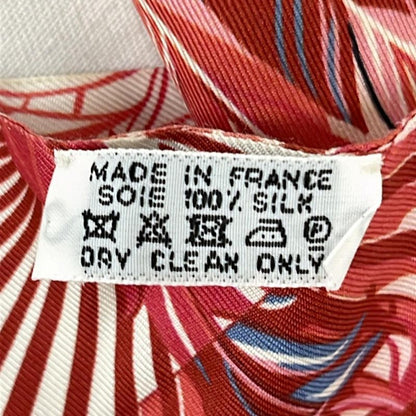 MADE IN FRANCE
SOIE 100% SILK
P
DRY CLEAN ONLY